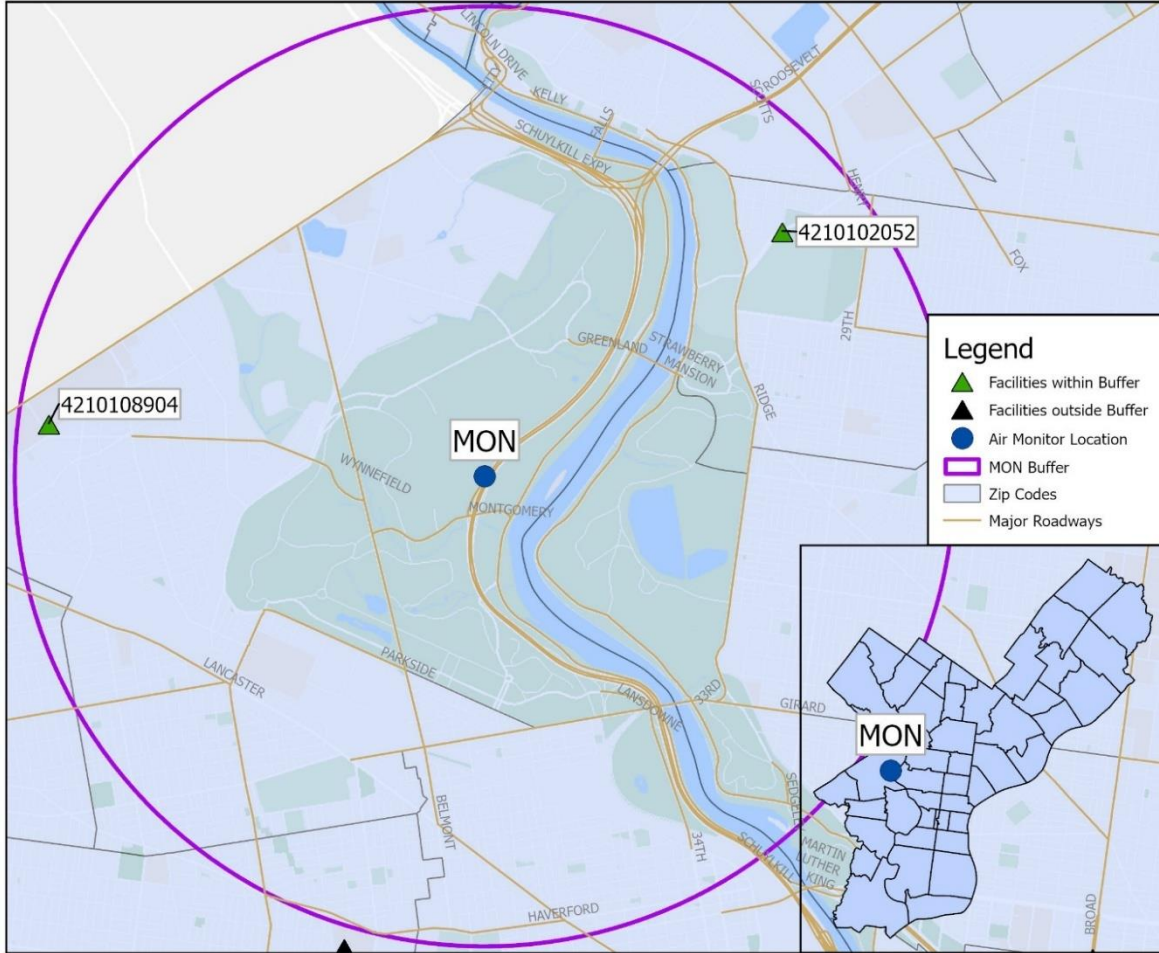 LINCOLN DRIVE
CITY
KELLY
FALLS
SCHUYLKILL EXPY
ROOSEVELT
HENRY
4210102052
FOX
29TH
GREENLAND
STRAWBERRY
MANSION
RIDGE
4210108904
MON
WYNNEFIELD
MONTGOMERY
Legend
Facilities within Buffer
Facilities outside Buffer
Air Monitor Location
MON Buffer
Zip Codes
Major Roadways
PARKSIDE
LANCASTER
LANSDOWNE
33RD
GIRARD
MON
BELMONT
SCHUYLKILL
34TH
MARTIN
LUTHER
KING
HAVERFORD
BROAD